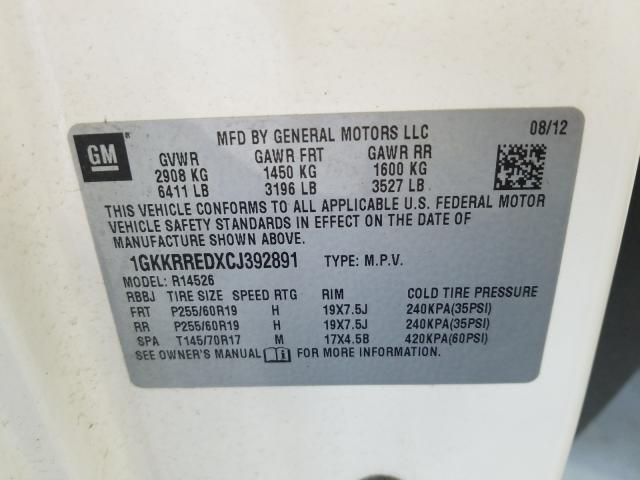 GM
MFD BY GENERAL MOTORS LLC 08/12
GVWR GAWR FRT GAWR RR
2908 KG 1450 KG 1600 KG
6411 LB 3196 LB 3527 LB
THIS VEHICLE CONFORMS TO ALL APPLICABLE U.S. FEDERAL MOTOR
VEHICLE SAFETY STANDARDS IN EFFECT ON THE DATE OF
MANUFACTURE SHOWN ABOVE.
1GKKRREDXCJ392891 TYPE: M.P.V.
MODEL: R14526
RBBJ TIRE SIZE SPEED RTG RIM COLD TIRE PRESSURE
FRT P255/60R19 H 19X7.5J 240KPA(35PSI)
RR P255/60R19 H 19X7.5J 240KPA(35PSI)
SPA T145/70R17 M 17X4.5B 420KPA(60PSI)
SEE OWNER'S MANUAL FOR MORE INFORMATION.